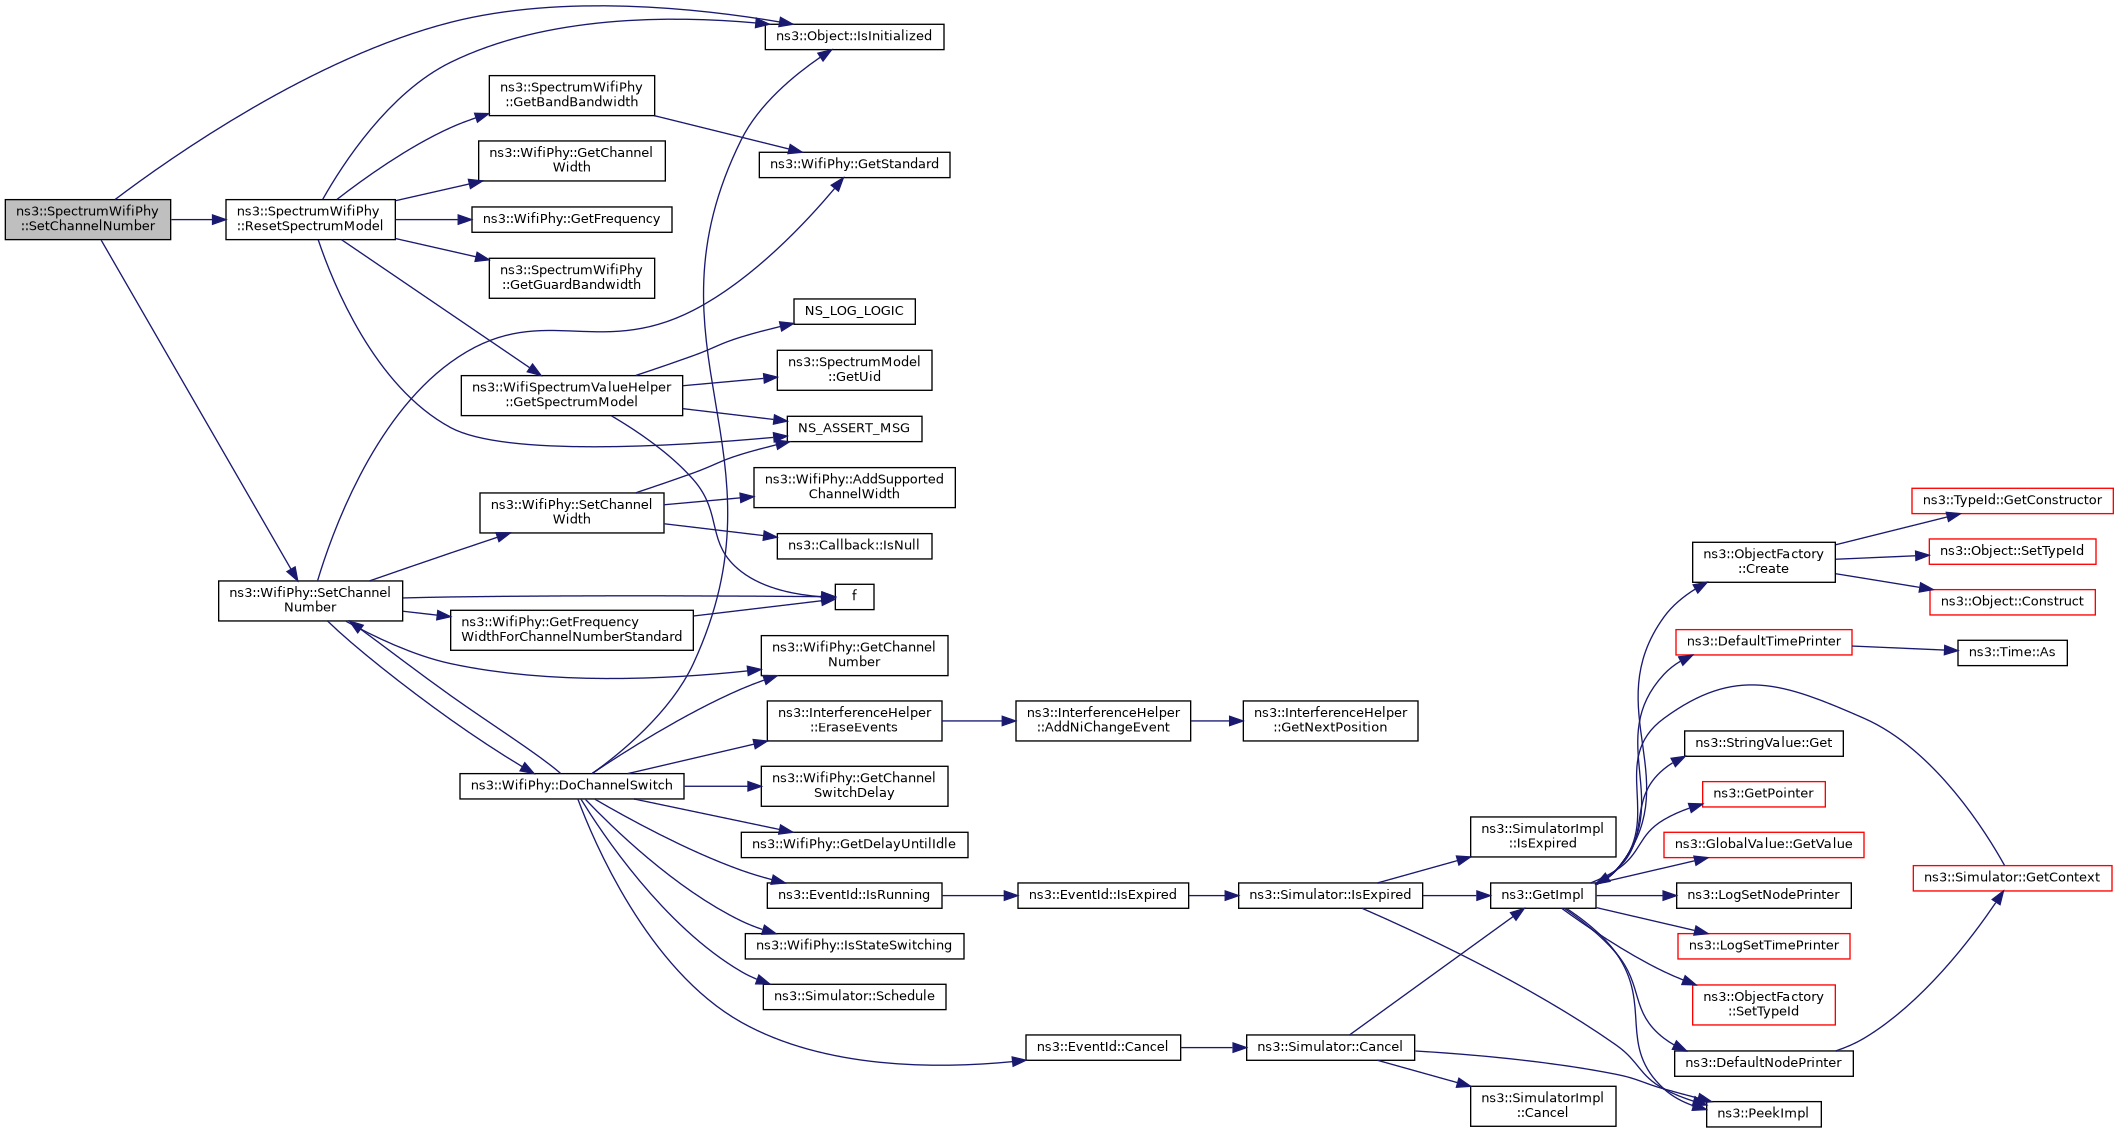 ns3::SpectrumWifiPhy
::SetChannelNumber
ns3::SpectrumWifiPhy
::ResetSpectrumModel
ns3::WifiPhy::SetChannel
Number
ns3::SpectrumWifiPhy
::GetBandBandwidth
ns3::WifiPhy::GetChannel
Width
ns3::WifiPhy::GetFrequency
ns3::SpectrumWifiPhy
::GetGuardBandwidth
ns3::WifiSpectrumValueHelper
::GetSpectrumModel
ns3::WifiPhy::SetChannel
Width
ns3::WifiPhy::GetFrequency
WidthForChannelNumberStandard
ns3::WifiPhy::DoChannelSwitch
ns3::Object::IsInitialized
ns3::WifiPhy::GetStandard
NS_LOG_LOGIC
ns3::SpectrumModel
::GetUid
NS_ASSERT_MSG
ns3::WifiPhy::AddSupported
ChannelWidth
ns3::Callback::IsNull
f
ns3::WifiPhy::GetChannel
Number
ns3::InterferenceHelper
::EraseEvents
ns3::WifiPhy::GetChannel
SwitchDelay
ns3::WifiPhy::GetDelayUntilIdle
ns3::EventId::IsRunning
ns3::WifiPhy::IsStateSwitching
ns3::Simulator::Schedule
ns3::InterferenceHelper
::AddNiChangeEvent
ns3::EventId::IsExpired
ns3::EventId::Cancel
ns3::InterferenceHelper
::GetNextPosition
ns3::Simulator::IsExpired
ns3::Simulator::Cancel
ns3::SimulatorImpl
::IsExpired
ns3::GetImpl
ns3::SimulatorImpl
::Cancel
ns3::ObjectFactory
::Create
ns3::DefaultTimePrinter
ns3::StringValue::Get
ns3::GetPointer
ns3::GlobalValue::GetValue
ns3::LogSetNodePrinter
ns3::LogSetTimePrinter
ns3::ObjectFactory
::SetTypeId
ns3::DefaultNodePrinter
ns3::PeekImpl
ns3::TypeId::GetConstructor
ns3::Object::SetTypeId
ns3::Object::Construct
ns3::Time::As
ns3::Simulator::GetContext